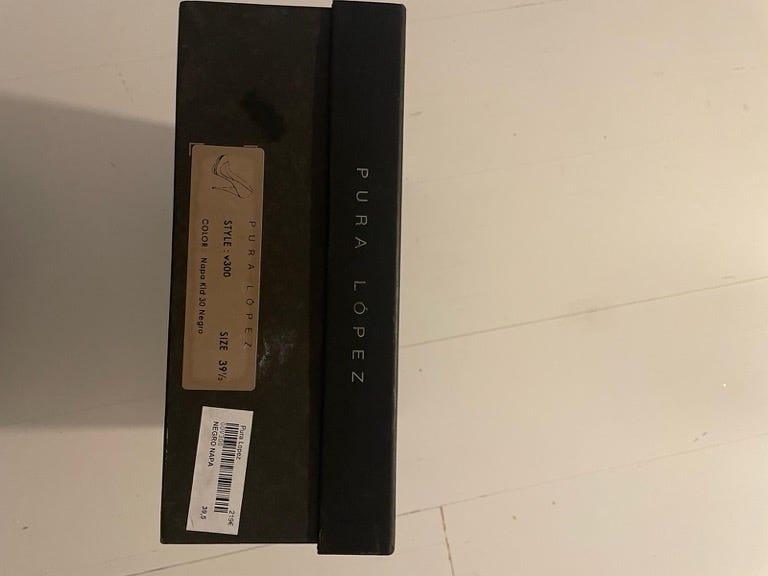 PURA LÓPEZ
PURA LÓPEZ
STYLE : v300 SIZE 39½
COLOR Napa Kid 30 Negro
Pura Lopez
219€
NEGRO NAPA
39,5